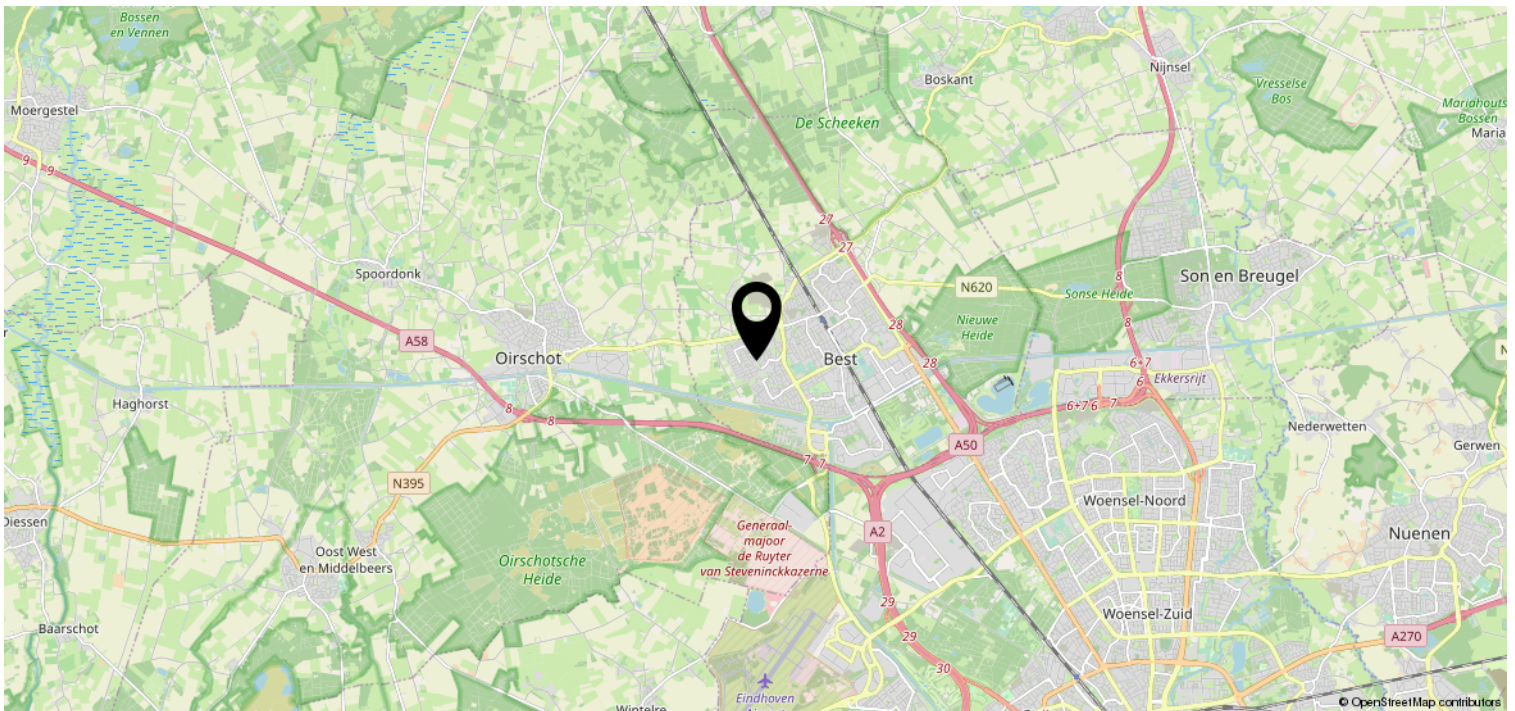 Bossen
en Vennen
Moergestel
Boskant
Nijnsel
Vresselse
Bos
Mariahouts
Bossen
Maria
De Scheeken
9
9
27
27
Spoordonk
Son en Breugel
8
N620
Sonse Heide
Nieuwe
Heide
8
28
28
A58
Oirschot
Best
6+7
6
Ekkersrijt
N
Haghorst
8
8
6+7
6
7
Nederwetten
A50
Gerwen
7
7
N395
Woensel-Noord
Diessen
A2
Nuenen
Generaal-
majoor
de Ruyter
van Steveninckkazerne
Oost West
en Middelbeers
Oirschotsche
Heide
29
Woensel-Zuid
Baarschot
29
A270
30
Eindhoven
© OpenStreetMap contributors